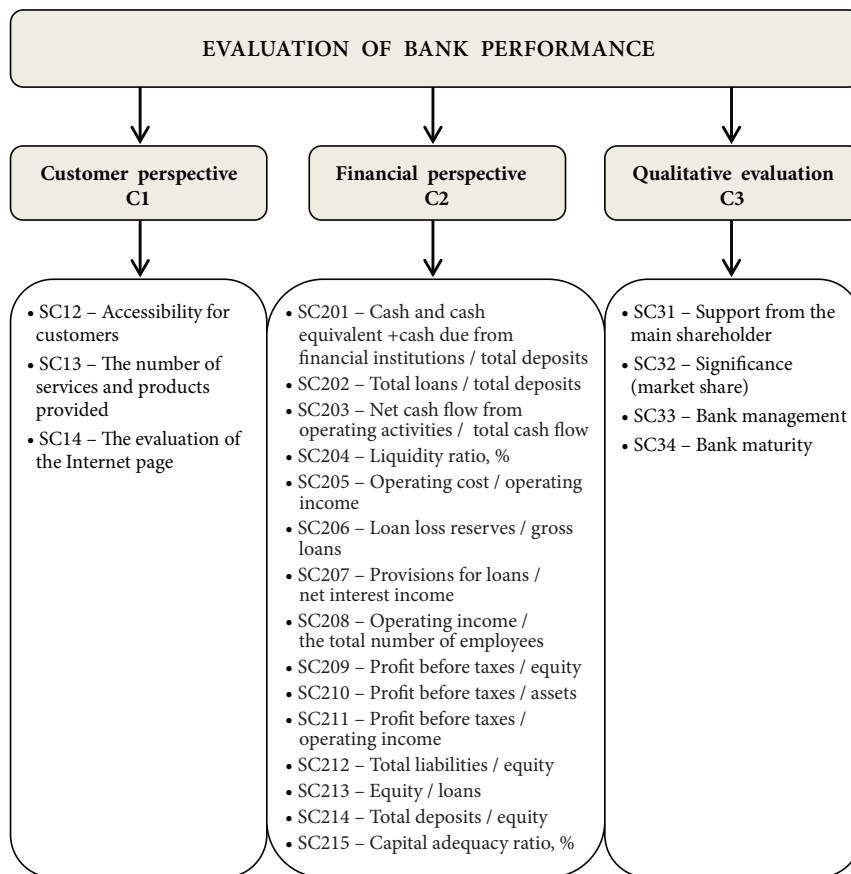 EVALUATION OF BANK PERFORMANCE
Customer perspective
C1
Financial perspective
C2
Qualitative evaluation
C3
• SC12 – Accessibility for
customers
• SC13 – The number of
services and products
provided
• SC14 – The evaluation of
the Internet page
• SC201 – Cash and cash
equivalent +cash due from
financial institutions / total deposits
• SC202 – Total loans / total deposits
• SC203 – Net cash flow from
operating activities / total cash flow
• SC204 – Liquidity ratio, %
• SC205 – Operating cost / operating
income
• SC206 – Loan loss reserves / gross
loans
• SC207 – Provisions for loans /
net interest income
• SC208 – Operating income /
the total number of employees
• SC209 – Profit before taxes / equity
• SC210 – Profit before taxes / assets
• SC211 – Profit before taxes /
operating income
• SC212 – Total liabilities / equity
• SC213 – Equity / loans
• SC214 – Total deposits / equity
• SC215 – Capital adequacy ratio, %
• SC31 – Support from the
main shareholder
• SC32 – Significance
(market share)
• SC33 – Bank management
• SC34 – Bank maturity